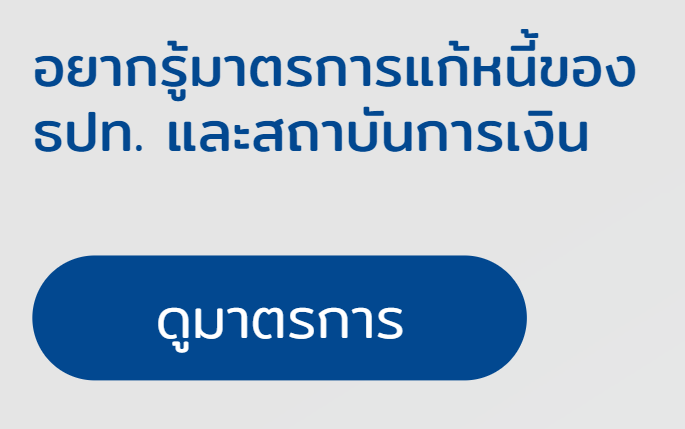 อยากรู้มาตรการแก้หนี้ของ
ธปท. และสถาบันการเงิน
ดูมาตรการ